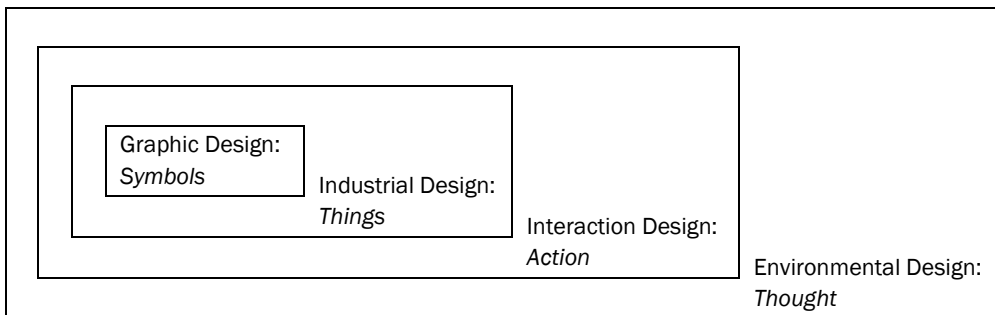 Graphic Design:
Symbols
Industrial Design:
Things
Interaction Design:
Action
Environmental Design:
Thought